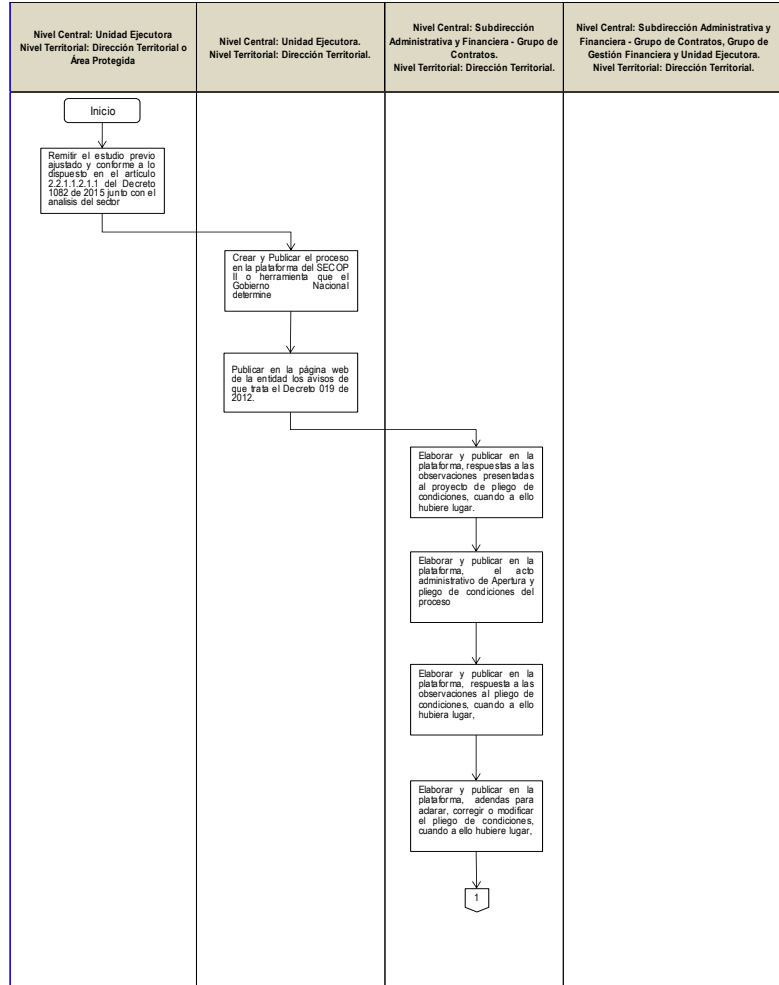 Nivel Central: Unidad Ejecutora
Nivel Territorial: Dirección Territorial o
Área Protegida
Nivel Central: Unidad Ejecutora.
Nivel Territorial: Dirección Territorial.
Nivel Central: Subdirección
Administrativa y Financiera - Grupo de
Contratos.
Nivel Territorial: Dirección Territorial.
Nivel Central: Subdirección Administrativa y
Financiera - Grupo de Contratos, Grupo de
Gestión Financiera y Unidad Ejecutora.
Nivel Territorial: Dirección Territorial.
Inicio
Remitir el estudio previo
ajustado y conforme a lo
dispuesto en el artículo
2.2.1.1.2.1.1 del Decreto
1082 de 2015 junto con el
analisis del sector
Crear y Publicar el proceso
en la plataforma del SECOP
II o herramienta que el
Gobierno Nacional
determine
Publicar en la página web
de la entidad los avisos de
que trata el Decreto 019 de
2012.
Elaborar y publicar en la
plataforma, respuestas a las
observaciones presentadas
al proyecto de pliego de
condiciones, cuando a ello
hubiere lugar.
Elaborar y publicar en la
plataforma, el acto
administrativo de Apertura y
pliego de condiciones del
proceso
Elaborar y publicar en la
plataforma, respuesta a las
observaciones al pliego de
condiciones, cuando a ello
hubiera lugar,
Elaborar y publicar en la
plataforma, adendas para
aclarar, corregir o modificar
el pliego de condiciones,
cuando a ello hubiere lugar,
1